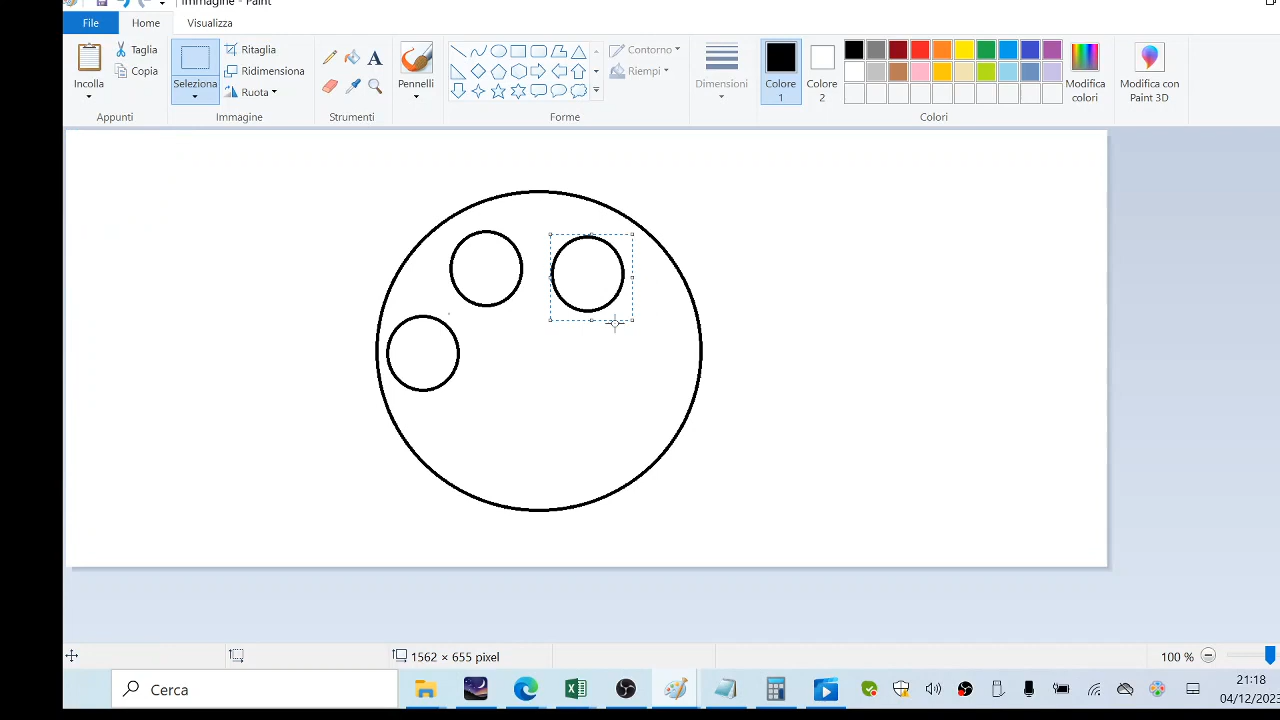 Immagine - Paint
File Home Visualizza
Incolla
Taglia
Copia
Appunti
Seleziona
Ritaglia
Ridimensiona
Ruota
Immagine
A
Strumenti
Pennelli
Forme
Contorno
Riempi
Dimensioni
Colore 1
Colore 2
Colori
Modifica colori
Modifica con Paint 3D
1562 × 655 pixel
100 %
Cerca
21:18
04/12/202